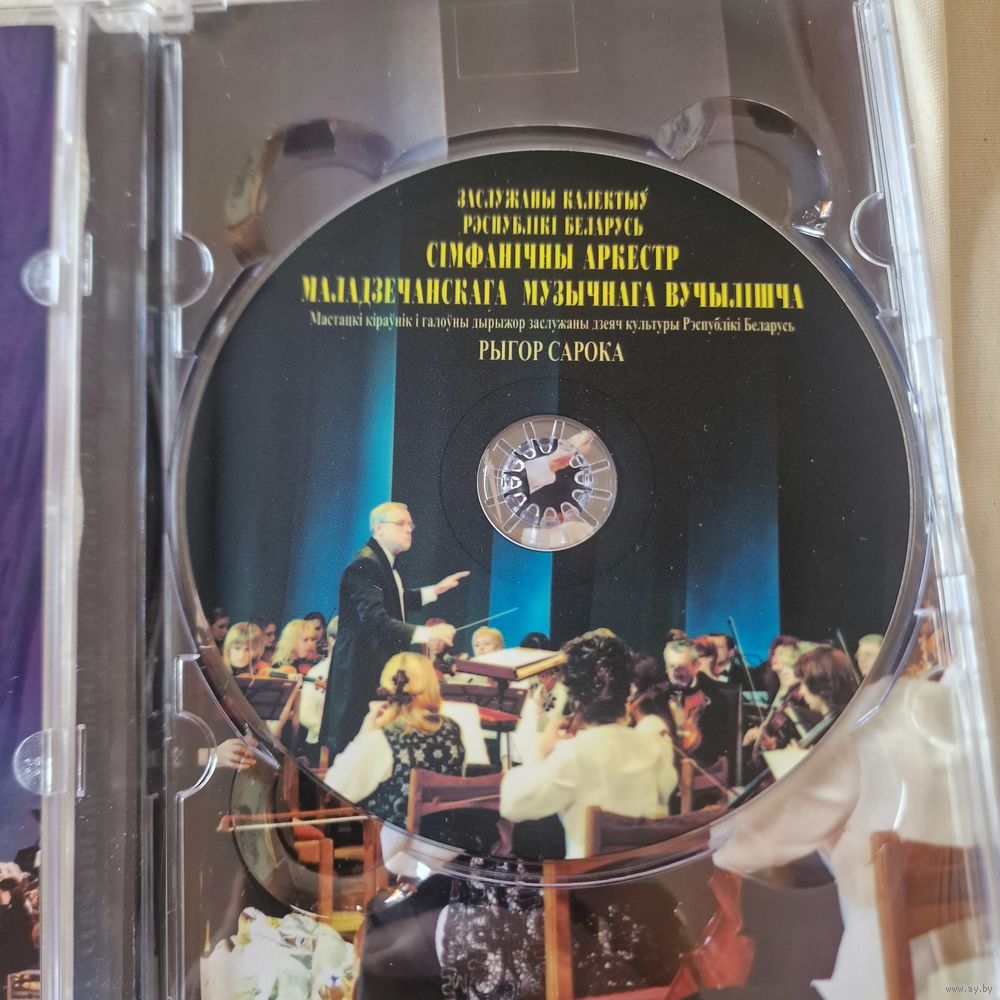 ЗАСЛУЖАНЫ КАЛЕКТЫЎ
РЭСПУБЛІКІ БЕЛАРУСЬ
СІМФАНІЧНЫ АРКЕСТР
МАЛАДЗЕЧАНСКАГА МУЗЫЧНАГА ВУЧЫЛІШЧА
Мастацкі кіраўнік і галоўны дырыжор заслужаны дзеяч культуры Рэспублікі Беларусь
РЫГОР САРОКА
www.ay.by